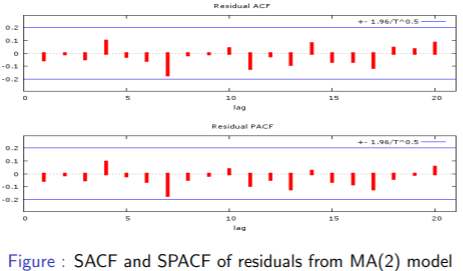 Residual ACF
+- 1.96/T^0.5
0.2
0.1
0
-0.1
-0.2
0 5 10 15 20
lag
Residual PACF
+- 1.96/T^0.5
0.2
0.1
0
-0.1
-0.2
0 5 10 15 20
lag
Figure : SACF and SPACF of residuals from MA(2) model